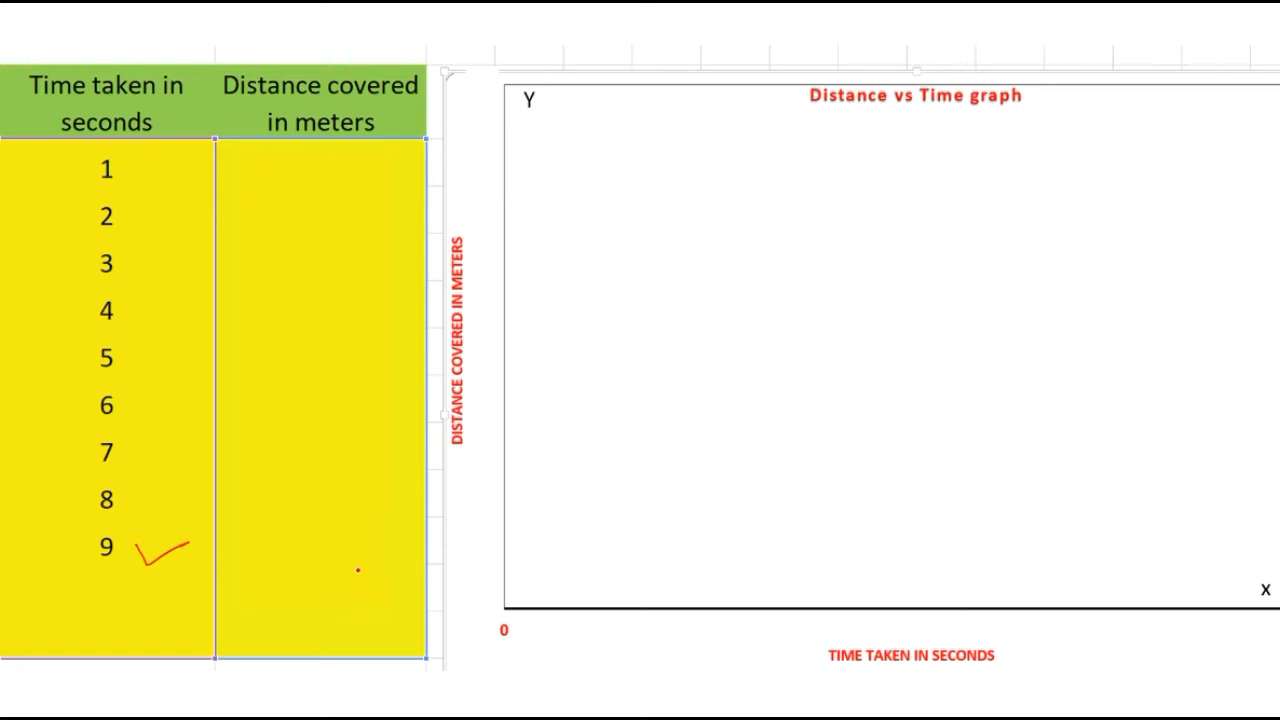 Time taken in
seconds
Distance covered
in meters
1
2
3
4
5
6
7
8
9
Y
Distance vs Time graph
DISTANCE COVERED IN METERS
X
0
TIME TAKEN IN SECONDS